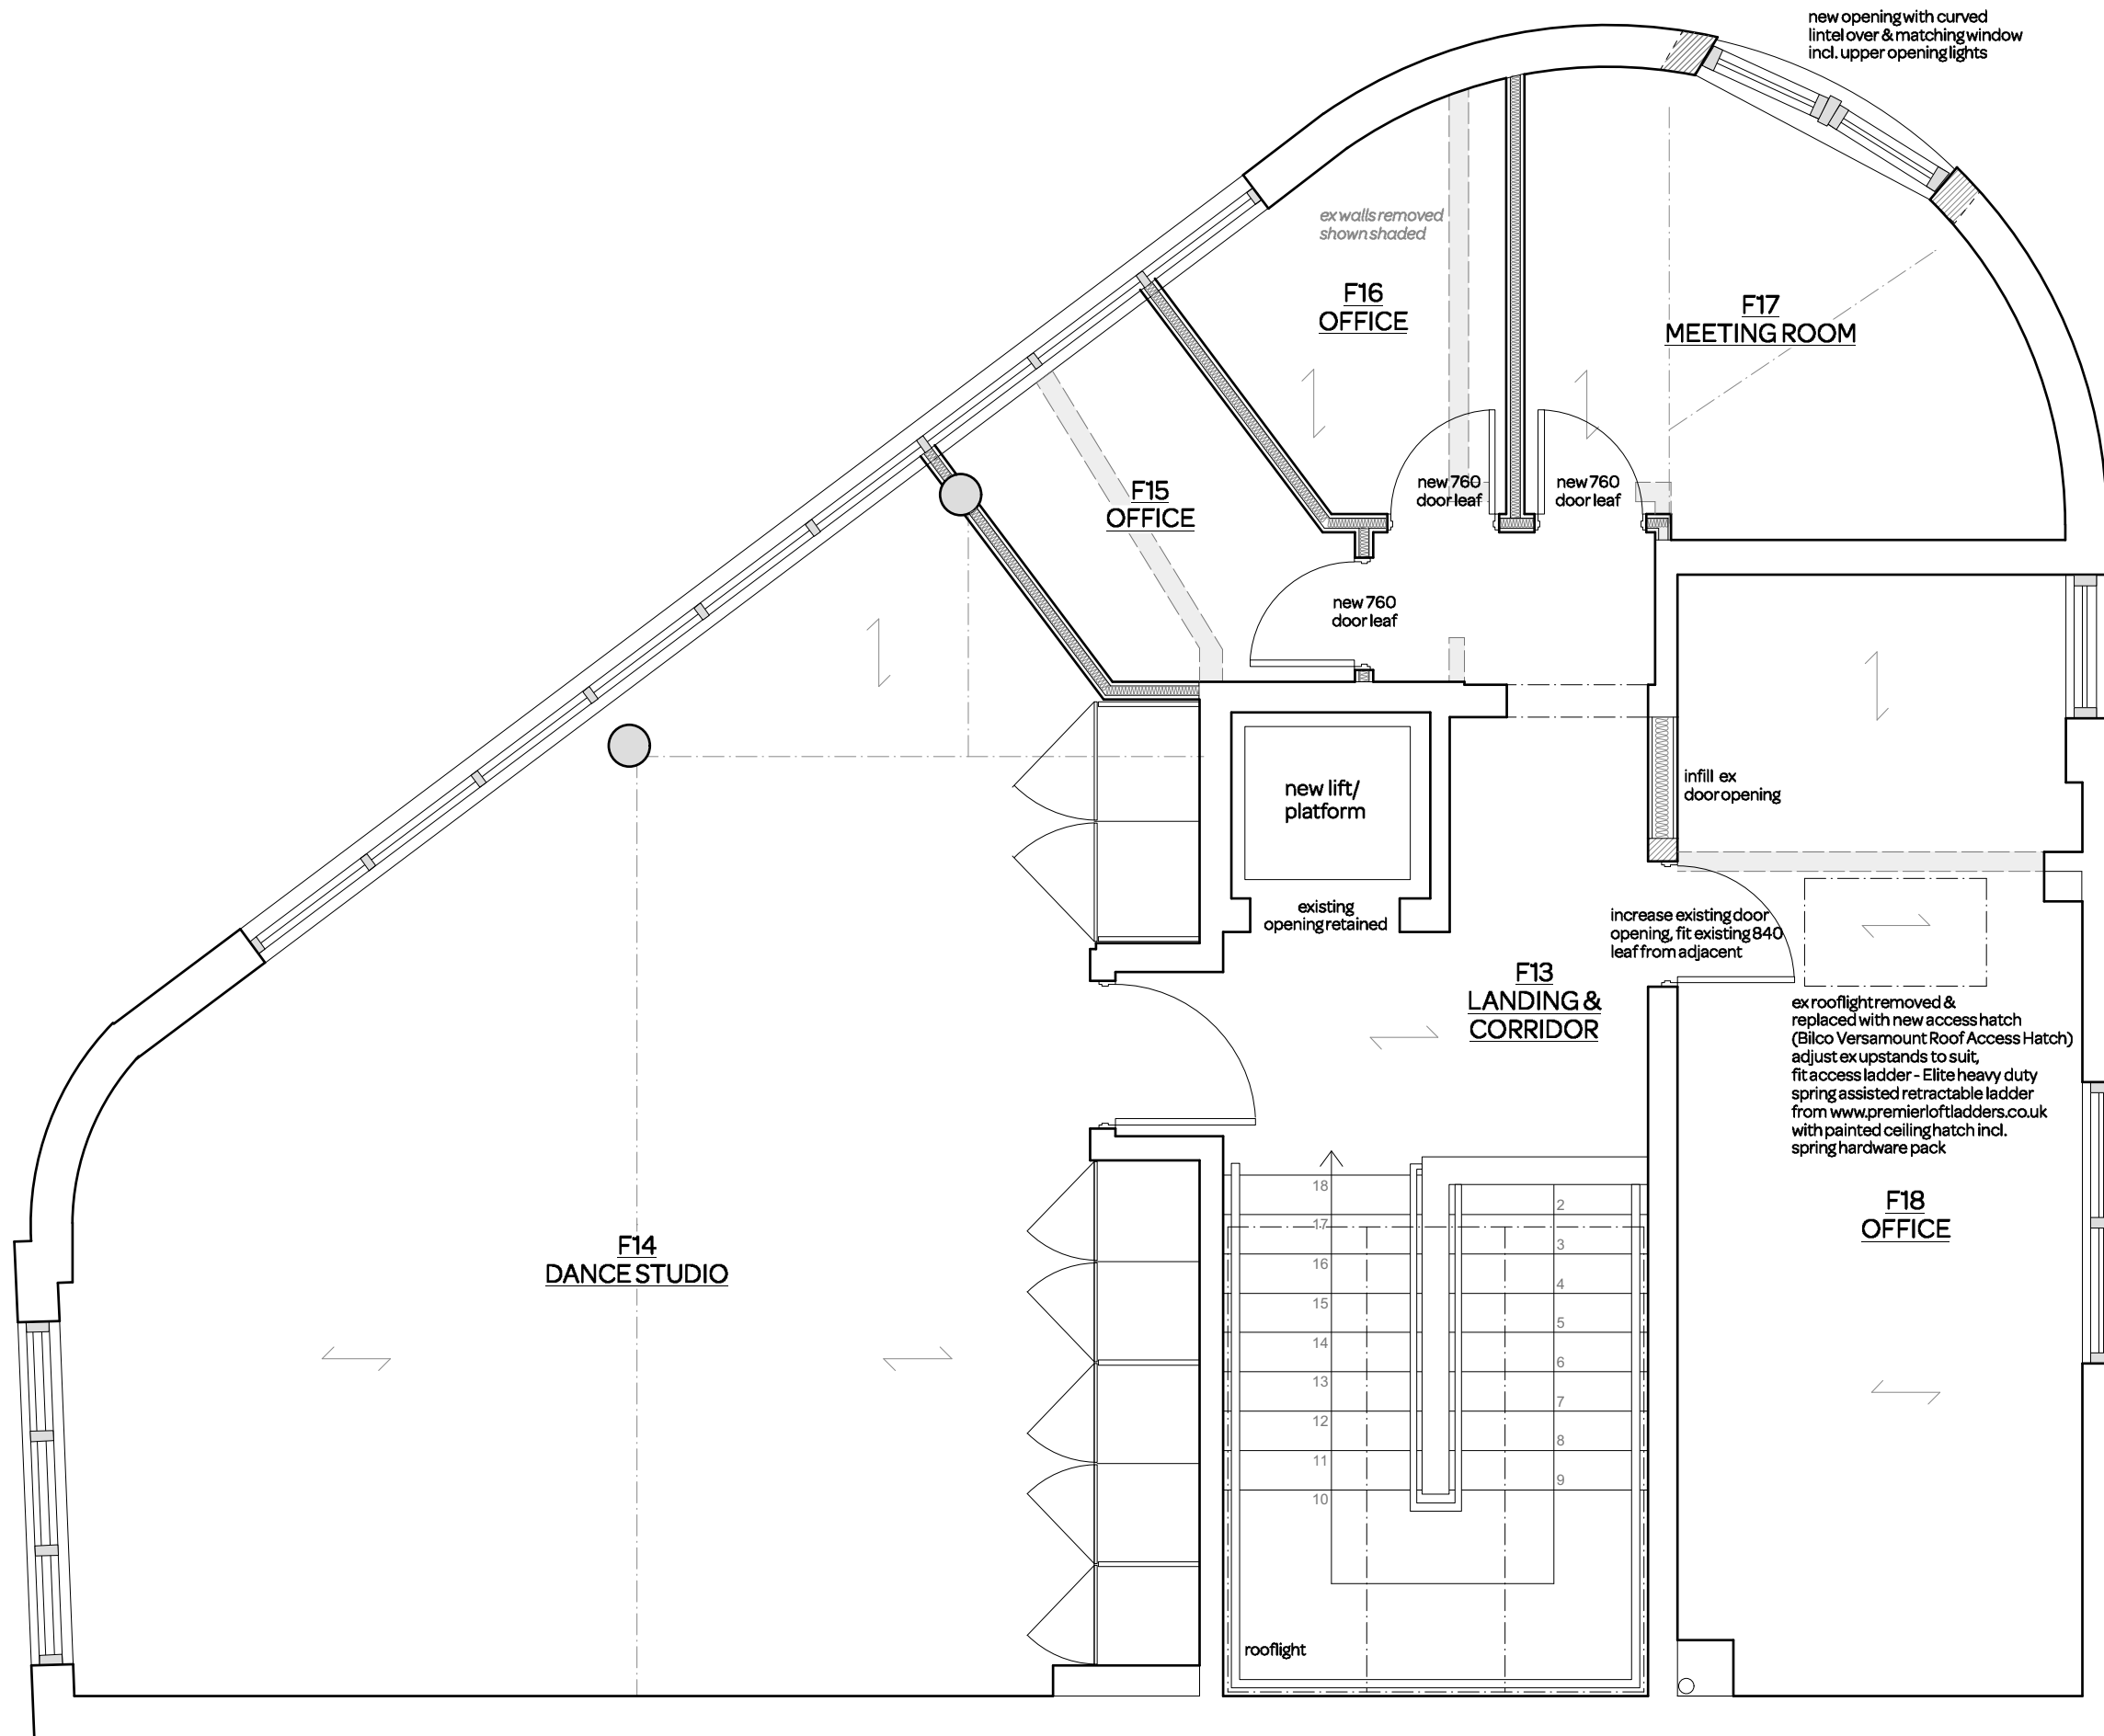 new opening with curved
lintel over & matching window
incl. upper opening lights
ex walls removed
shown shaded
F16
OFFICE
F17
MEETING ROOM
new 760
door leaf
new 760
door leaf
F15
OFFICE
new 760
door leaf
new lift/
platform
infill ex
door opening
existing
opening retained
increase existing door
opening, fit existing 840
leaf from adjacent
F13
LANDING &
CORRIDOR
ex rooflight removed &
replaced with new access hatch
(Bilco Versamount Roof Access Hatch)
adjust ex upstands to suit,
fit access ladder - Elite heavy duty
spring assisted retractable ladder
from www.premierloftladders.co.uk
with painted ceiling hatch incl.
spring hardware pack
F18
OFFICE
F14
DANCE STUDIO
18
17
16
15
14
13
12
11
10
2
3
4
5
6
7
8
9
rooflight